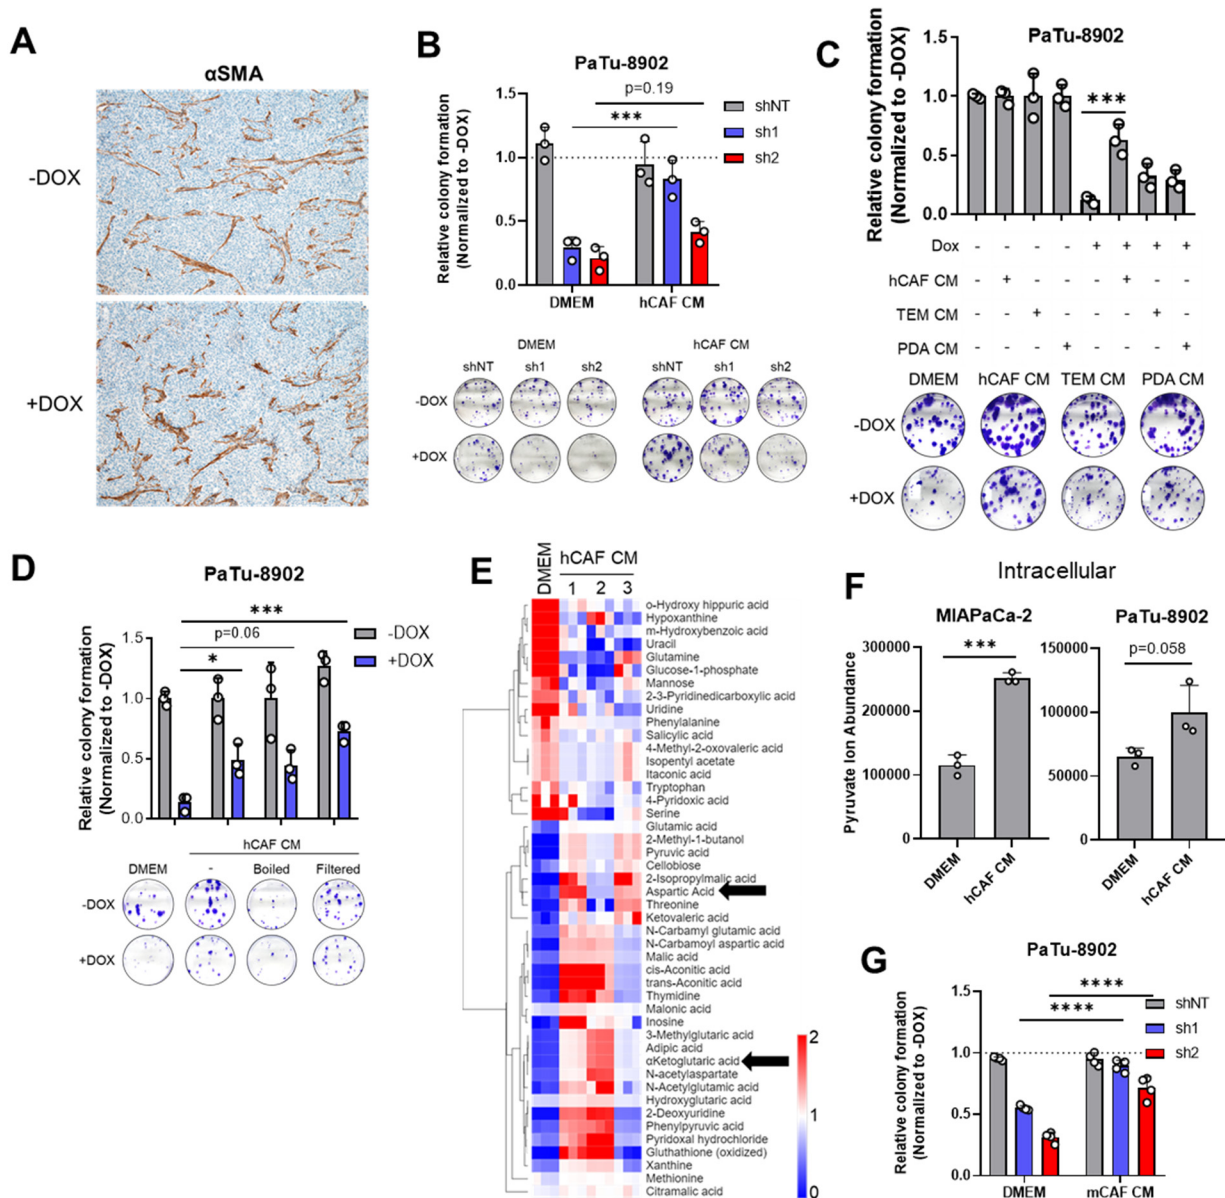 A
αSMA
-DOX
+DOX
B
PaTu-8902
p=0.19
***
shNT
sh1
sh2
Relative colony formation
(Normalized to -DOX)
1.5
1.0
0.5
0.0
DMEM
hCAF CM
DMEM
hCAF CM
shNT
sh1
sh2
shNT
sh1
sh2
-DOX
+DOX
C
PaTu-8902
***
Relative colony formation
(Normalized to -DOX)
1.5
1.0
0.5
0.0
Dox - - - - + + + +
hCAF CM - + - - - + - -
TEM CM - - + - - - + -
PDA CM - - - + - - - +
DMEM hCAF CM TEM CM PDA CM
-DOX
+DOX
D
PaTu-8902
***
p=0.06
*
-DOX
+DOX
Relative colony formation
(Normalized to -DOX)
1.5
1.0
0.5
0.0
hCAF CM
DMEM
-
Boiled
Filtered
-DOX
+DOX
E
DMEM
hCAF CM
1 2 3
o-Hydroxy hippuric acid
Hypoxanthine
m-Hydroxybenzoic acid
Uracil
Glutamine
Glucose-1-phosphate
Mannose
2-3-Pyridinedicarboxylic acid
Uridine
Phenylalanine
Salicylic acid
4-Methyl-2-oxovaleric acid
Isopentyl acetate
Itaconic acid
Tryptophan
4-Pyridoxic acid
Serine
Glutamic acid
2-Methyl-1-butanol
Pyruvic acid
Cellobiose
2-Isopropylmalic acid
Aspartic Acid
Threonine
Ketovaleric acid
N-Carbamyl glutamic acid
N-Carbamoyl aspartic acid
Malic acid
cis-Aconitic acid
trans-Aconitic acid
Thymidine
Malonic acid
Inosine
3-Methylglutaric acid
Adipic acid
αKetoglutaric acid
N-acetylaspartate
N-Acetylglutamic acid
Hydroxyglutaric acid
2-Deoxyuridine
Phenylpyruvic acid
Pyridoxal hydrochloride
Gluthathione (oxidized)
Xanthine
Methionine
Citramalic acid
2
1
0
F
Intracellular
MIAPaCa-2
***
Pyruvate Ion Abundance
300000
200000
100000
0
DMEM
hCAF CM
PaTu-8902
p=0.058
150000
100000
50000
0
DMEM
hCAF CM
G
PaTu-8902
****
****
shNT
sh1
sh2
Relative colony formation
(Normalized to -DOX)
1.5
1.0
0.5
0.0
DMEM
mCAF CM